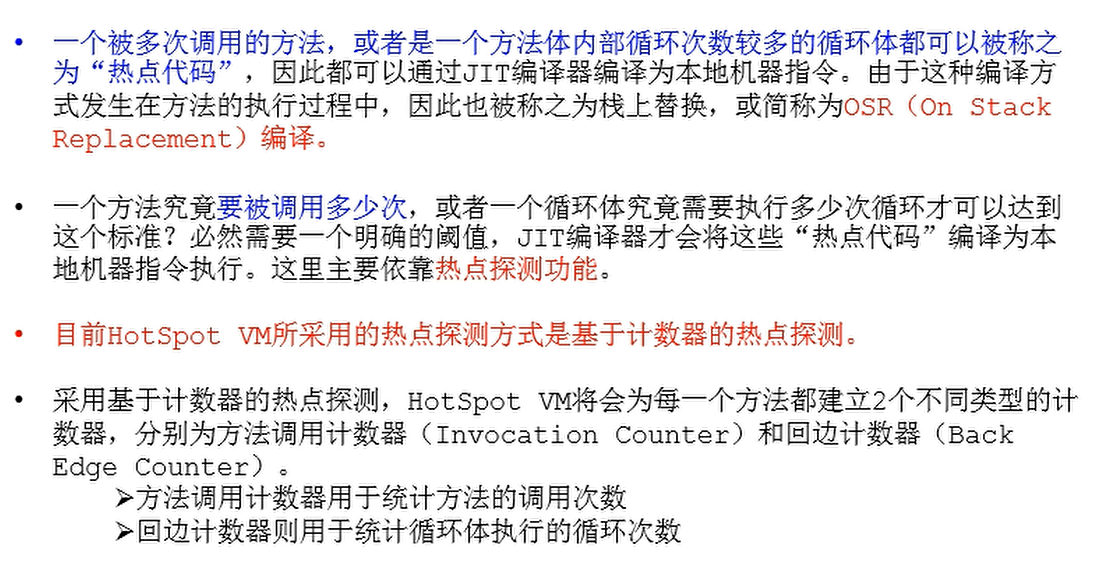 • 一个被多次调用的方法，或者是一个方法体内部循环次数较多的循环体都可以被称之
为“热点代码”，因此都可以通过JIT编译器编译为本地机器指令。由于这种编译方
式发生在方法的执行过程中，因此也被称之为栈上替换，或简称为OSR（On Stack
Replacement）编译。
• 一个方法究竟要被调用多少次，或者一个循环体究竟需要执行多少次循环才可以达到
这个标准？必然需要一个明确的阈值，JIT编译器才会将这些“热点代码”编译为本
地机器指令执行。这里主要依靠热点探测功能。
• 目前HotSpot VM所采用的热点探测方式是基于计数器的热点探测。
• 采用基于计数器的热点探测，HotSpot VM将会为每一个方法都建立2个不同类型的计
数器，分别为方法调用计数器（Invocation Counter）和回边计数器（Back
Edge Counter）。
➢方法调用计数器用于统计方法的调用次数
➢回边计数器则用于统计循环体执行的循环次数